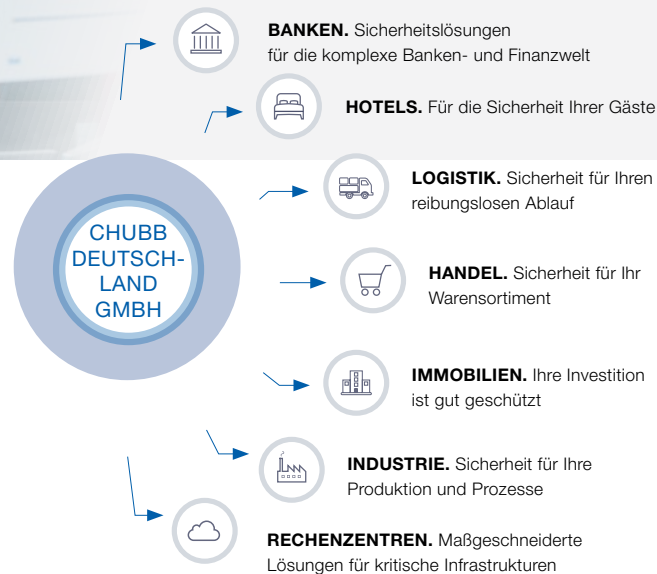 BANKEN. Sicherheitslösungen
für die komplexe Banken- und Finanzwelt
HOTELS. Für die Sicherheit Ihrer Gäste
LOGISTIK. Sicherheit für Ihren
reibungslosen Ablauf
CHUBB
DEUTSCH-
LAND
GMBH
HANDEL. Sicherheit für Ihr
Warensortiment
IMMOBILIEN. Ihre Investition
ist gut geschützt
INDUSTRIE. Sicherheit für Ihre
Produktion und Prozesse
RECHENZENTREN. Maßgeschneiderte
Lösungen für kritische Infrastrukturen